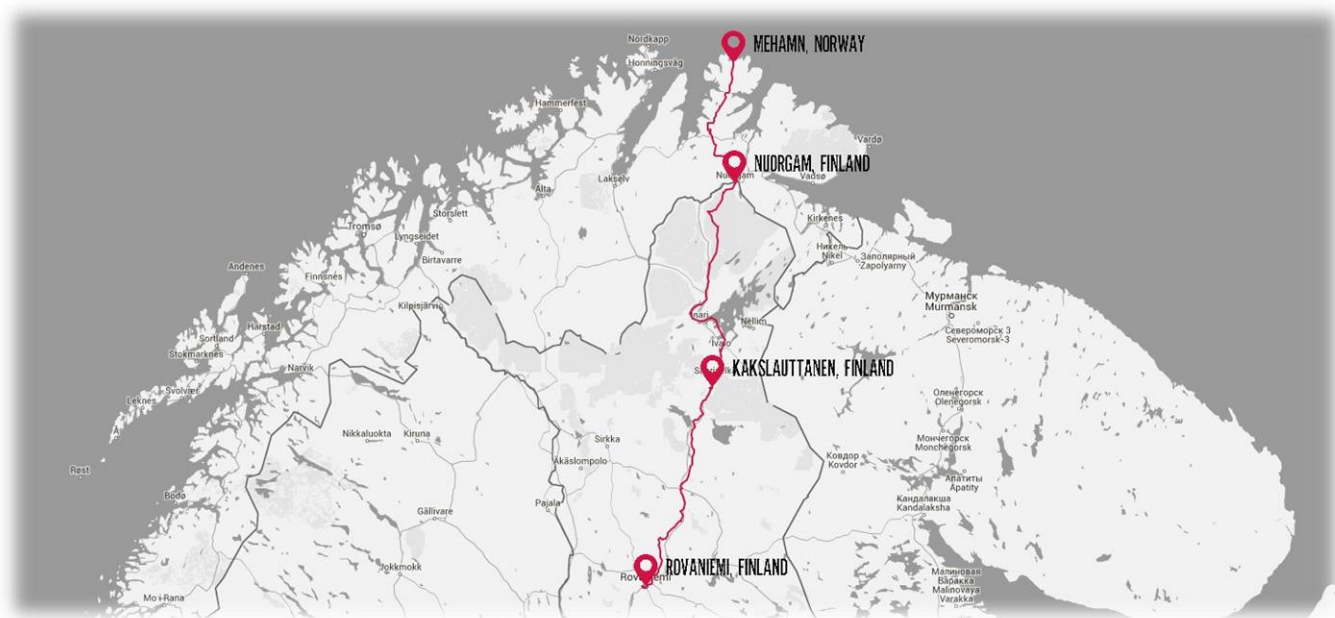 MEHAMN, NORWAY
Nordkapp
Honningsvåg
Hammerfest
Vardø
NUORGAM, FINLAND
Lakselv
Vadsø
Alta
Storslett
Kirkenes
Tromsø
Lyngseidet
Никель
Nikel
Заполярный
Zapolyarny
Birtavarre
Andenes
Finnsnes
Мурманск
Murmansk
Kilpisjärvi
Nellim
Североморск 3
Severomorsk-3
Harstad
Sortland
Stokmarknes
Ivalo
Narvik
KAKSLAUTTANEN, FINLAND
Svolvær
Leknes
Оленегорск
Olenegorsk
Å
Nikkaluokta
Kiruna
Sirkka
Мончегорск
Monchegorsk
Røst
Äkäslompolo
Ковдор
Kovdor
Апатиты
Apatity
Bodø
Pajala
Кандалакша
Kandalaksha
Gällivare
Jokkmokk
ROVANIEMI, FINLAND
Малиновая
Варакка
Malinovaya
Varakka
Mo i Rana